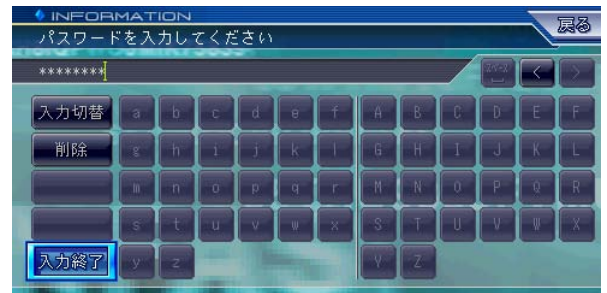 INFORMATION
パスワードを入力してください
戻る
********
スペース < >
入力切替 a b c d e f A B C D E F
削除 g h i j k l G H I J K L
m n o p q r M N O P Q R
s t u v w x S T U V W X
入力終了 y z Y Z